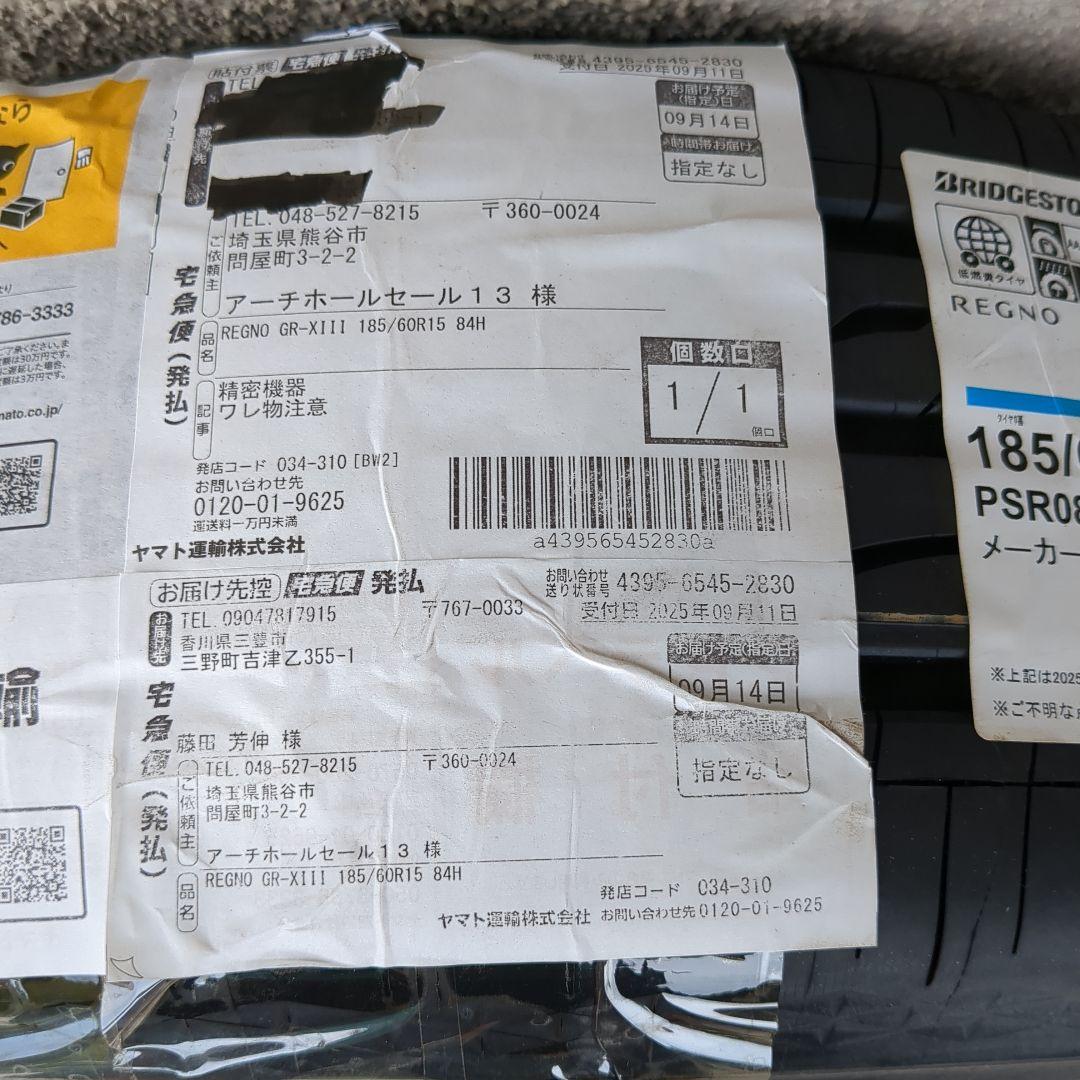 貼付票 宅急便 発払
4395-6545-2830
受付日 2025年09月11日
TEL
お届け予定(指定)日
09月14日
時間帯お届け
指定なし
TEL. 048-527-8215 〒360-0024
ご依頼主
埼玉県熊谷市
問屋町3-2-2
アーチホールセール13 様
宅急便(発払)
品名
REGNO GR-XIII 185/60R15 84H
個数口
1/1
個口
記事
精密機器
ワレ物注意
発店コード 034-310 [BW2]
お問い合わせ先
0120-01-9625
運送料一万円未満
ヤマト運輸株式会社
a439565452830a
お届け先控 宅急便 発払
お問い合わせ送り状番号 4395-6545-2830
受付日 2025年09月11日
お届け先
TEL. 09047817915 〒767-0033
香川県三豊市
三野町吉津乙355-1
お届け予定(指定)日
09月14日
指定なし
藤田 芳伸 様
宅急便(発払)
ご依頼主
TEL. 048-527-8215 〒360-0024
埼玉県熊谷市
問屋町3-2-2
アーチホールセール13 様
品名
REGNO GR-XIII 185/60R15 84H
発店コード 034-310
ヤマト運輸株式会社 お問い合わせ先 0120-01-9625
786-3333
mato.co.jp/
輸
BRIDGESTO
低燃費タイヤ
REGNO
185/
PSR08
メーカー
※上記は2025
※ご不明な